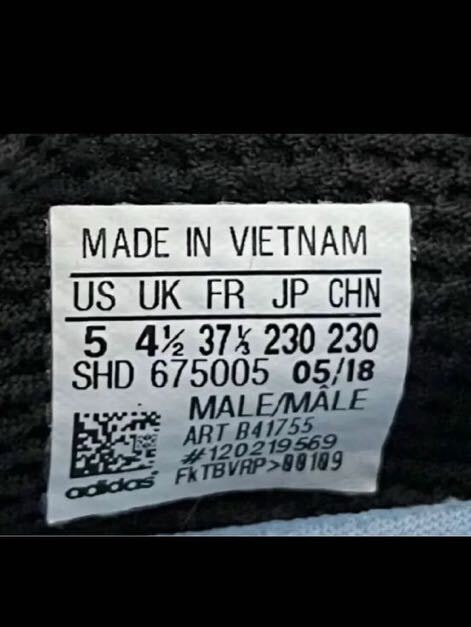 MADE IN VIETNAM
US UK FR JP CHN
5 4½ 37⅓ 230 230
SHD 675005 05/18
MALE/MÂLE
ART B41755
#120219569
FKTBVRP>00109
adidas